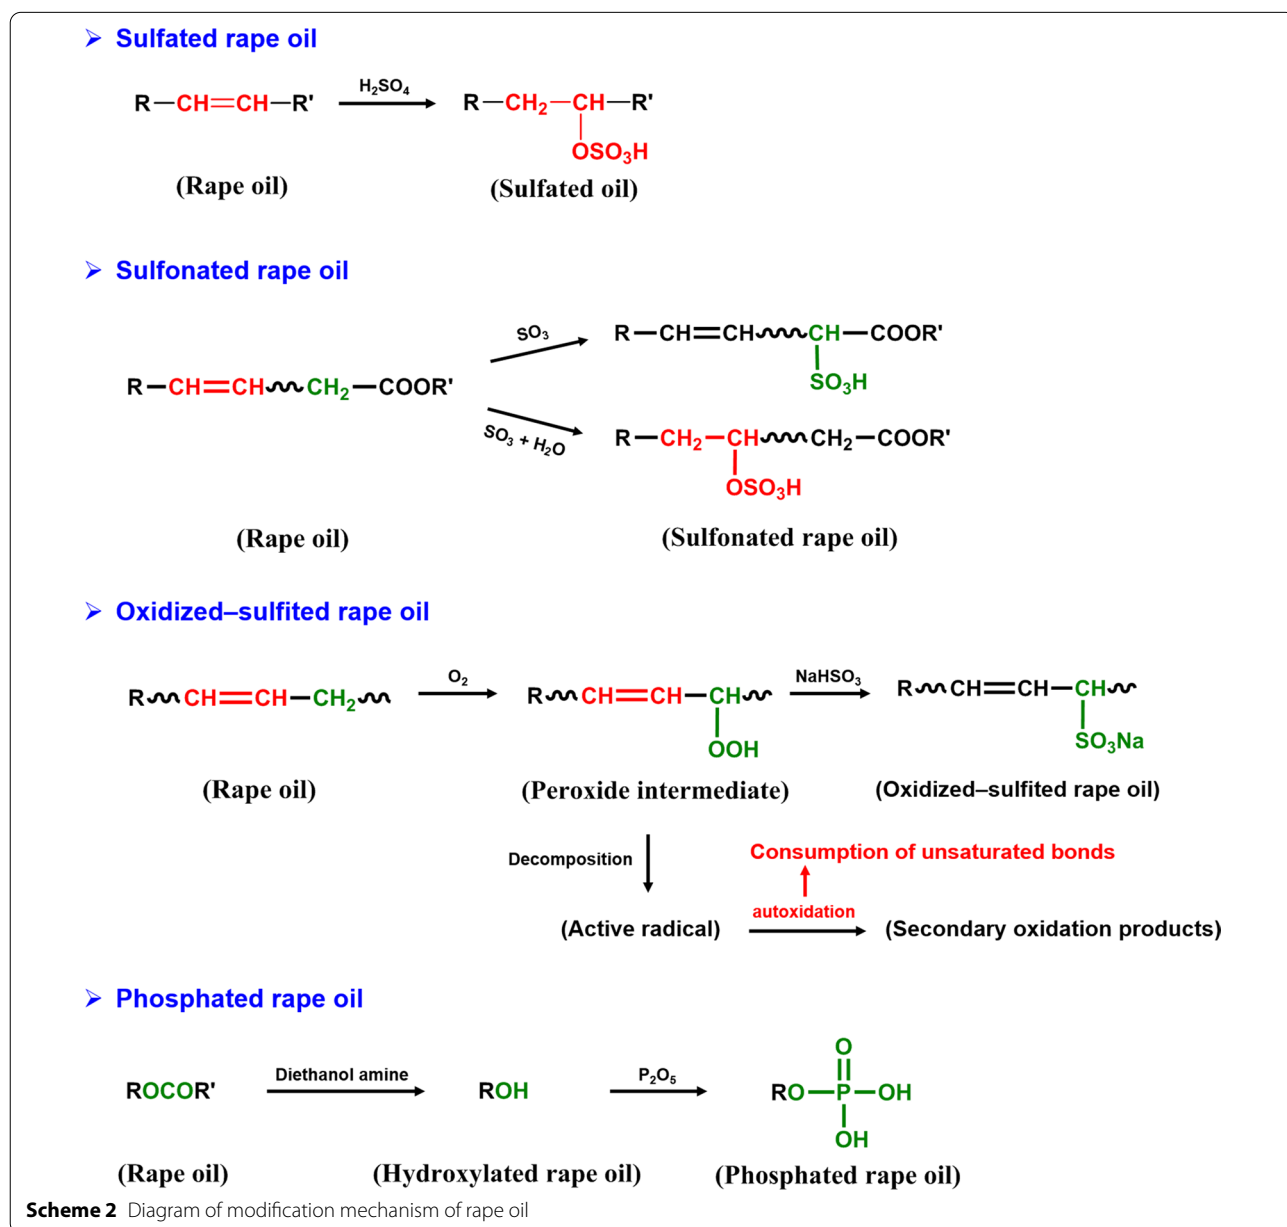 ➢ Sulfated rape oil
R—CH=CH—R' H₂SO₄ R—CH₂—CH—R'
OSO₃H
(Rape oil) (Sulfated oil)
➢ Sulfonated rape oil
SO₃ R—CH=CH CH—COOR'
SO₃H
R—CH=CH CH₂—COOR'
SO₃ + H₂O R—CH₂—CH CH₂—COOR'
OSO₃H
(Rape oil) (Sulfonated rape oil)
➢ Oxidized–sulfited rape oil
R CH=CH—CH₂ O₂ R CH=CH—CH NaHSO₃ R CH=CH—CH
OOH SO₃Na
(Rape oil) (Peroxide intermediate) (Oxidized–sulfited rape oil)
Decomposition Consumption of unsaturated bonds
autoxidation
(Active radical) (Secondary oxidation products)
➢ Phosphated rape oil
O
ROCOR' Diethanol amine ROH P₂O₅ RO—P—OH
OH
(Rape oil) (Hydroxylated rape oil) (Phosphated rape oil)
Scheme 2 Diagram of modification mechanism of rape oil